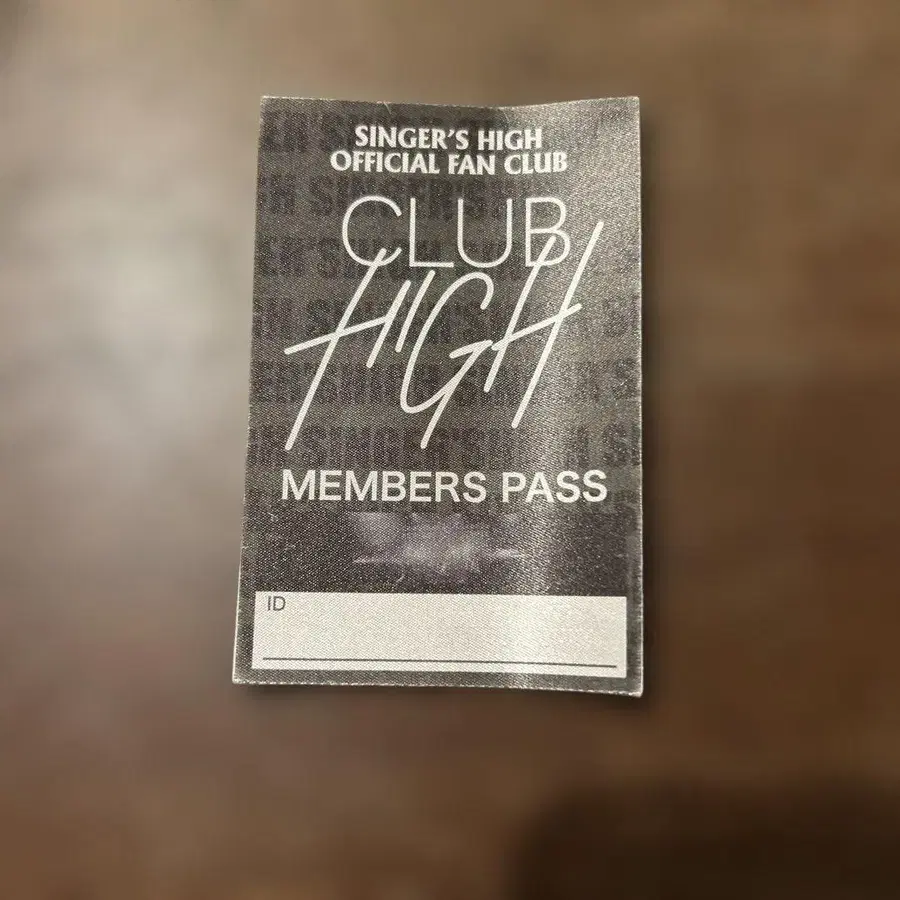 SINGER'S HIGH
OFFICIAL FAN CLUB
CLUB
HIGH
MEMBERS PASS
ID